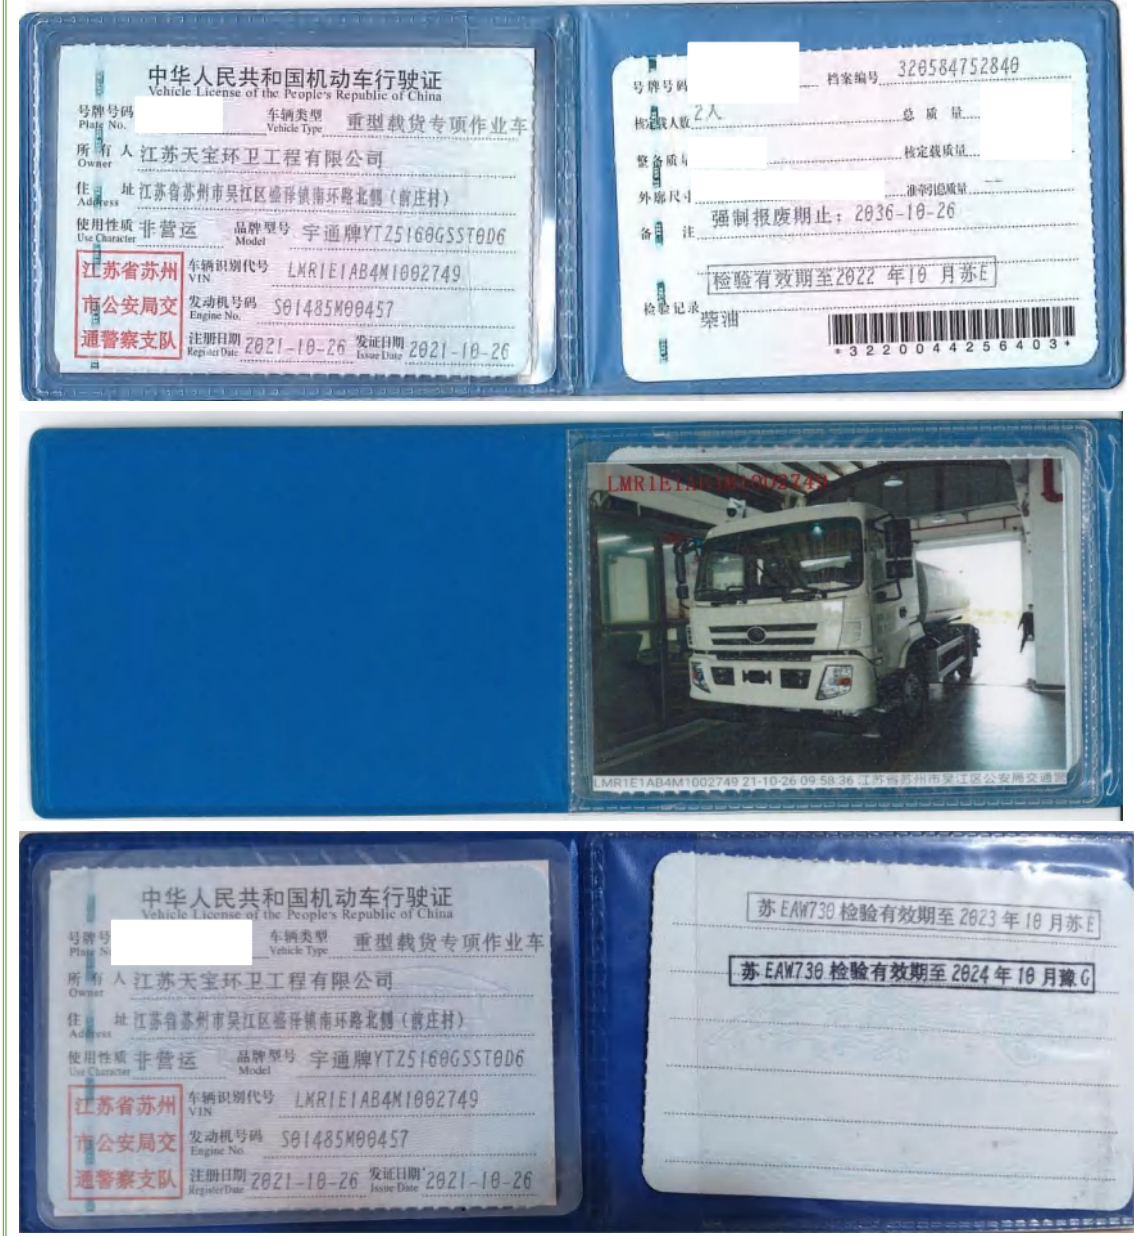 中华人民共和国机动车行驶证
Vehicle License of the People's Republic of China
号牌号码
Plate No.
车辆类型 重型载货专项作业车
Vehicle Type
所有人 江苏天宝环卫工程有限公司
Owner
住址 江苏省苏州市吴江区盛泽镇南环路北侧（前庄村）
Address
使用性质 非营运 品牌型号 宇通牌YTZ5160GSST0D6
Use Character Model
江苏省苏州
市公安局交
通警察支队
车辆识别代号 LMR1E1AB4M1002749
VIN
发动机号码 S01485M00457
Engine No.
注册日期 2021-10-26 发证日期 2021-10-26
Register Date Issue Date
号牌号码 档案编号 320584752840
核定载人数 2人 总质量
整备质量 核定载质量
外廓尺寸 准牵引总质量 --
备注 强制报废期止：2036-10-26
检验有效期至2022 年10 月苏E
检验记录
柴油
*3220044256403*
LMR1E1AB4M1002749
LMR1E1AB4M1002749 21-10-26 09:58:36 江苏省苏州市吴江区公安局交通警
中华人民共和国机动车行驶证
Vehicle License of the People's Republic of China
号牌号
车辆类型 重型载货专项作业车
Vehicle Type
所有人 江苏天宝环卫工程有限公司
Owner
住址 江苏省苏州市吴江区盛泽镇南环路北侧（前庄村）
Address
使用性质 非营运 品牌型号 宇通牌YTZ5160GSST0D6
Use Character Model
江苏省苏州
市公安局交
通警察支队
车辆识别代号 LMR1E1AB4M1002749
VIN
发动机号码 S01485M00457
Engine No.
注册日期 2021-10-26 发证日期 2021-10-26
Register Date Issue Date
苏EAW730 检验有效期至 2023 年 10 月苏E
苏EAW730 检验有效期至 2024 年 10 月豫G